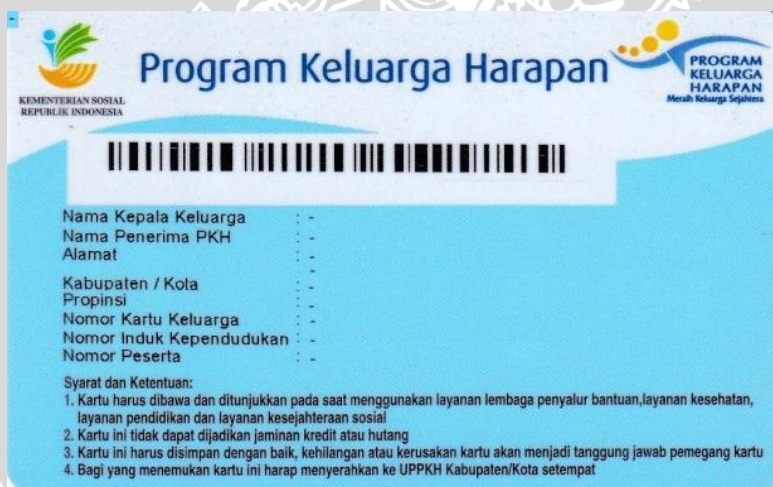 Program Keluarga Harapan
KEMENTERIAN SOSIAL
REPUBLIK INDONESIA
PROGRAM
KELUARGA
HARAPAN
Meraih Keluarga Sejahtera
Nama Kepala Keluarga : -
Nama Penerima PKH : -
Alamat : -
-
Kabupaten / Kota : -
Propinsi : -
Nomor Kartu Keluarga : -
Nomor Induk Kependudukan : -
Nomor Peserta : -
Syarat dan Ketentuan:
1. Kartu harus dibawa dan ditunjukkan pada saat menggunakan layanan lembaga penyalur bantuan,layanan kesehatan,
layanan pendidikan dan layanan kesejahteraan sosial
2. Kartu ini tidak dapat dijadikan jaminan kredit atau hutang
3. Kartu ini harus disimpan dengan baik, kehilangan atau kerusakan kartu akan menjadi tanggung jawab pemegang kartu
4. Bagi yang menemukan kartu ini harap menyerahkan ke UPPKH Kabupaten/Kota setempat